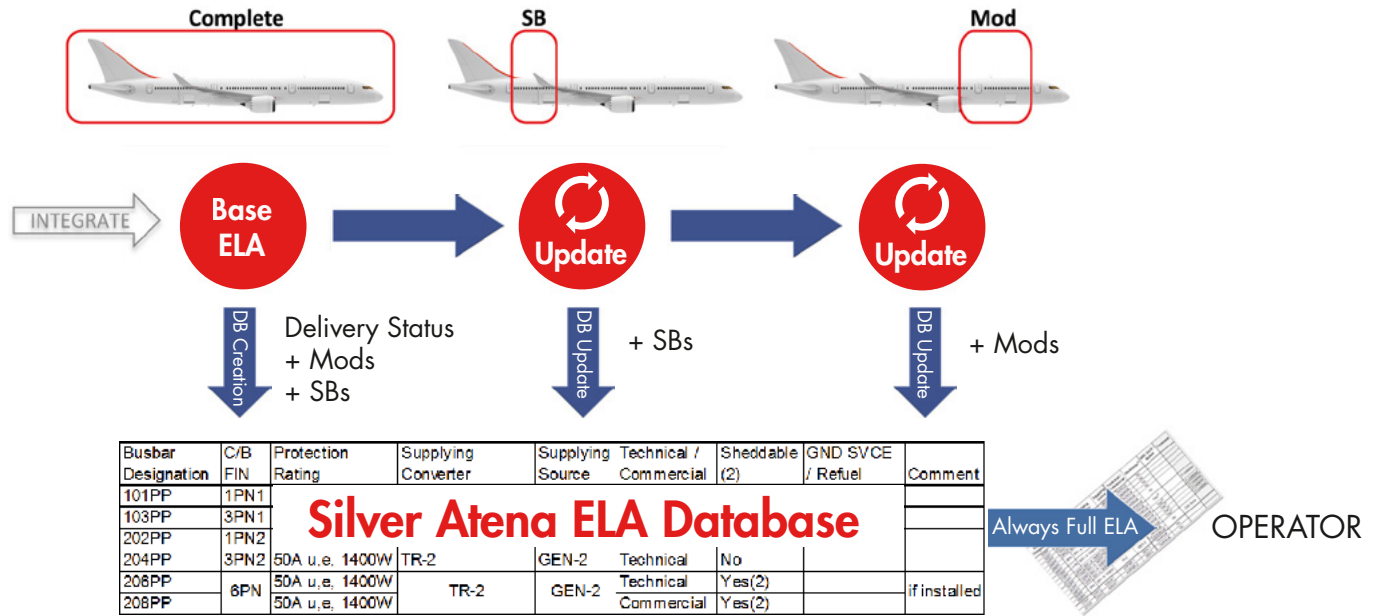 Complete
SB
Mod
INTEGRATE
Base
ELA
Update
Update
DB Creation
Delivery Status
+ Mods
+ SBs
DB Update
+ SBs
DB Update
+ Mods
Busbar Designation C/B FIN Protection Rating Supplying Converter Supplying Source Technical / Commercial Sheddable (2) GND SVCE / Refuel Comment
101PP 1PN1
103PP 3PN1
202PP 1PN2
Silver Atena ELA Database
204PP 3PN2 50A u,e, 1400W TR-2 GEN-2 Technical No
206PP 6PN 50A u,e, 1400W TR-2 GEN-2 Technical Yes(2) if installed
208PP 50A u,e, 1400W Commercial Yes(2)
Always Full ELA
OPERATOR